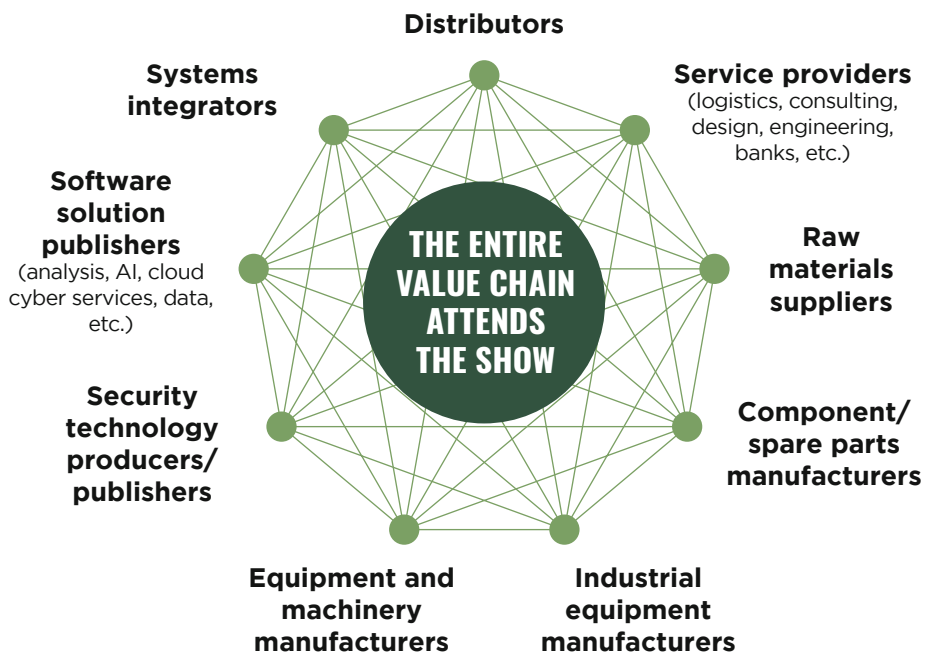 Distributors
Service providers
(logistics, consulting,
design, engineering,
banks, etc.)
Raw
materials
suppliers
Component/
spare parts
manufacturers
Industrial
equipment
manufacturers
Equipment and
machinery
manufacturers
Security
technology
producers/
publishers
Software
solution
publishers
(analysis, AI, cloud
cyber services, data,
etc.)
Systems
integrators
THE ENTIRE
VALUE CHAIN
ATTENDS
THE SHOW